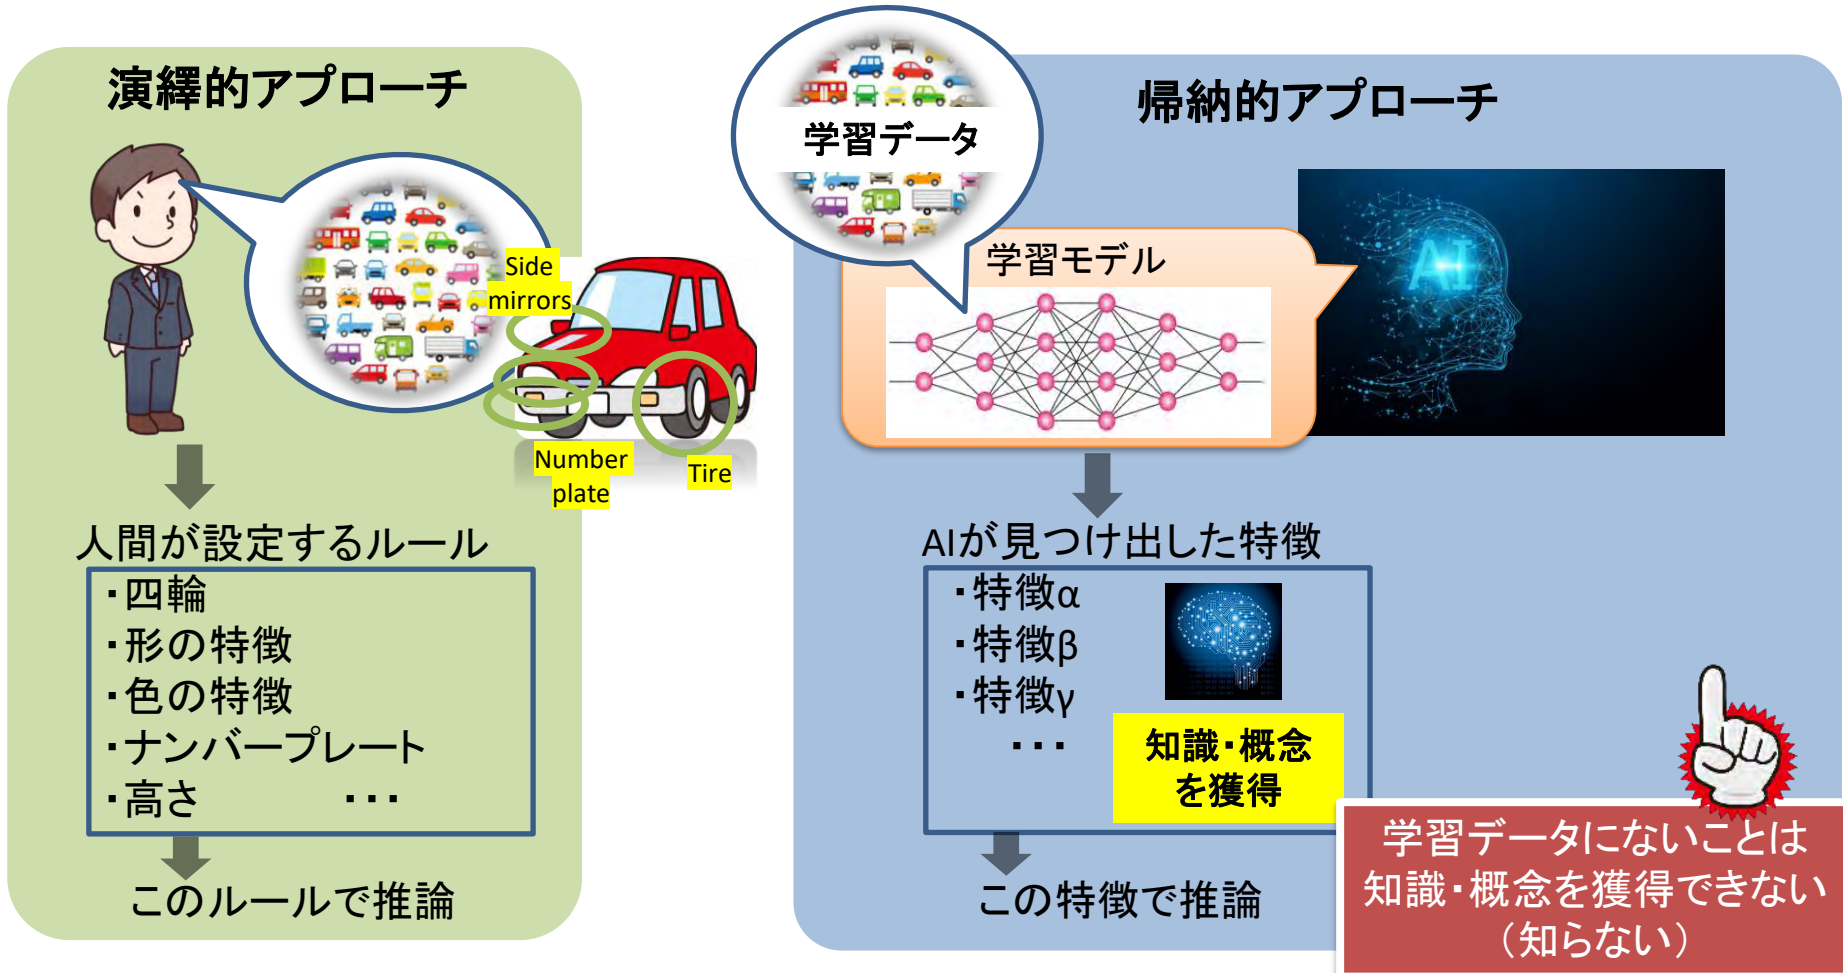 演繹的アプローチ
Side
mirrors
Number
plate
Tire
人間が設定するルール
・四輪
・形の特徴
・色の特徴
・ナンバープレート
・高さ ・・・
このルールで推論
帰納的アプローチ
学習データ
学習モデル
AI
AIが見つけ出した特徴
・特徴α
・特徴β
・特徴γ
・・・
知識・概念
を獲得
この特徴で推論
学習データにないことは
知識・概念を獲得できない
（知らない）